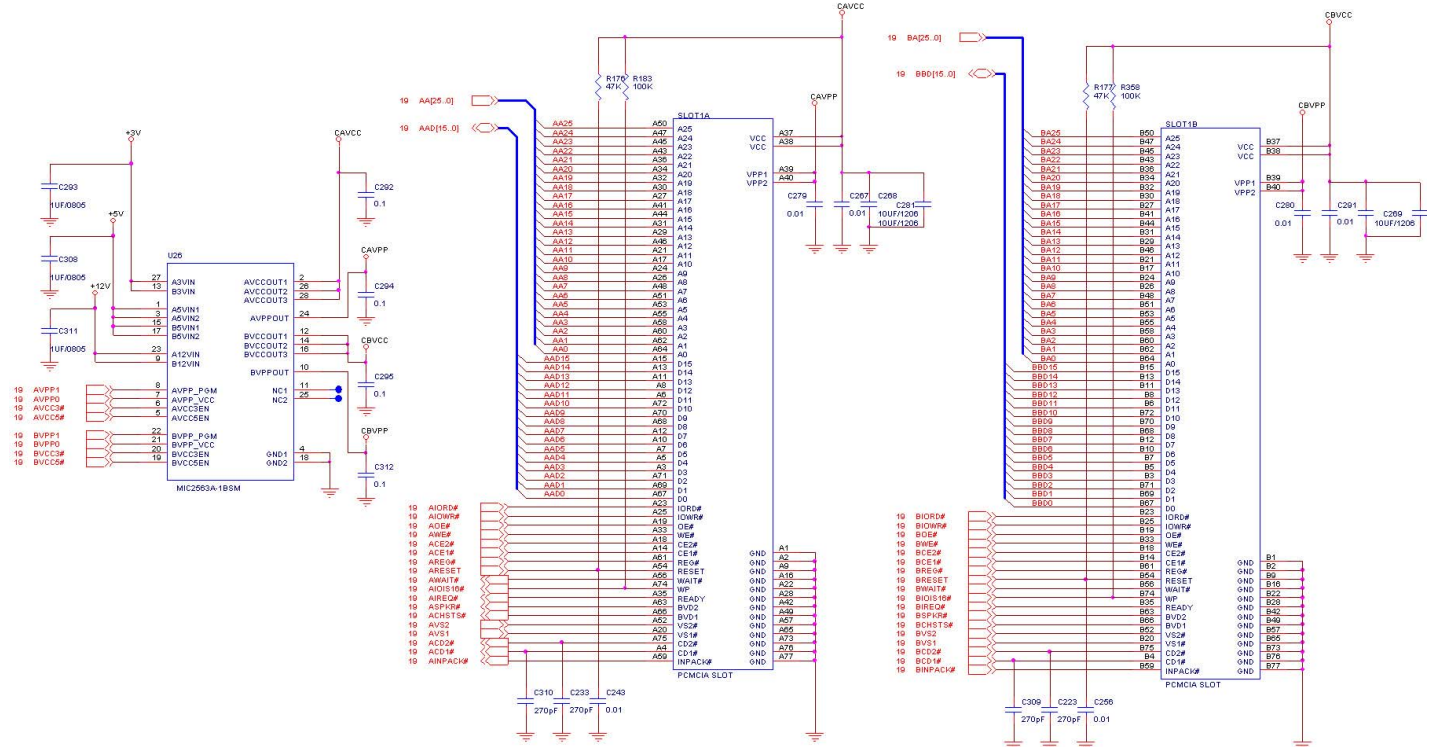 CAVCC
19 BA[25..0]
CBVCC
19 BBD[15..0]
R176 R183
47K 100K
R177 R358
47K 100K
19 AA[25..0]
19 AAD[15..0]
CAVPP
CBVPP
+3V
CAVCC
C293
1UF/0805
C292
0.1
+5V
C308
1UF/0805
CAVPP
C294
0.1
+12V
C311
1UF/0805
CBVCC
C295
0.1
CBVPP
C312
0.1
U26
27 A3VIN
13 B3VIN
1 A5VIN1
3 A5VIN2
15 B5VIN1
17 B5VIN2
23 A12VIN
9 B12VIN
8 AVPP_PGM
7 AVPP_VCC
6 AVCC3EN
5 AVCC5EN
22 BVPP_PGM
21 BVPP_VCC
20 BVCC3EN
19 BVCC5EN
AVCCOUT1 2
AVCCOUT2 26
AVCCOUT3 28
AVPPOUT 24
BVCCOUT1 12
BVCCOUT2 14
BVCCOUT3 16
BVPPOUT 10
NC1 11
NC2 25
GND1 4
GND2 18
MIC2563A-1BSM
19 AVPP1
19 AVPP0
19 AVCC3#
19 AVCC5#
19 BVPP1
19 BVPP0
19 BVCC3#
19 BVCC5#
SLOT1A
AA25 A50 A25
AA24 A47 A24
AA23 A45 A23
AA22 A43 A22
AA21 A36 A21
AA20 A34 A20
AA19 A32 A19
AA18 A30 A18
AA17 A27 A17
AA16 A41 A16
AA15 A44 A15
AA14 A31 A14
AA13 A29 A13
AA12 A46 A12
AA11 A21 A11
AA10 A17 A10
AA9 A24 A9
AA8 A26 A8
AA7 A48 A7
AA6 A51 A6
AA5 A53 A5
AA4 A55 A4
AA3 A58 A3
AA2 A60 A2
AA1 A62 A1
AA0 A64 A0
AAD15 A15 D15
AAD14 A13 D14
AAD13 A11 D13
AAD12 A8 D12
AAD11 A6 D11
AAD10 A72 D10
AAD9 A70 D9
AAD8 A68 D8
AAD7 A12 D7
AAD6 A10 D6
AAD5 A7 D5
AAD4 A5 D4
AAD3 A3 D3
AAD2 A71 D2
AAD1 A69 D1
AAD0 A67 D0
19 AIORD# A23 IORD#
19 AIOWR# A25 IOWR#
19 AOE# A19 OE#
19 AWE# A33 WE#
19 ACE2# A18 CE2#
19 ACE1# A14 CE1#
19 AREG# A61 REG#
19 ARESET A54 RESET
19 AWAIT# A56 WAIT#
19 AIOIS16# A74 WP
19 AIREQ# A35 READY
19 ASPKR# A63 BVD2
19 ACHSTS# A66 BVD1
19 AVS2 A52 VS2#
19 AVS1 A20 VS1#
19 ACD2# A75 CD2#
19 ACD1# A4 CD1#
19 AINPACK# A59 INPACK#
VCC A37
VCC A38
VPP1 A39
VPP2 A40
GND A1
GND A2
GND A9
GND A16
GND A22
GND A28
GND A42
GND A49
GND A57
GND A65
GND A73
GND A76
GND A77
PCMCIA SLOT
C279
0.01
C267
0.01
C268
C281
10UF/1206
10UF/1206
C310
270pF
C233
270pF
C243
0.01
SLOT1B
BA25 B50 A25
BA24 B47 A24
BA23 B45 A23
BA22 B43 A22
BA21 B36 A21
BA20 B34 A20
BA19 B32 A19
BA18 B30 A18
BA17 B27 A17
BA16 B41 A16
BA15 B44 A15
BA14 B31 A14
BA13 B29 A13
BA12 B46 A12
BA11 B21 A11
BA10 B17 A10
BA9 B24 A9
BA8 B26 A8
BA7 B48 A7
BA6 B51 A6
BA5 B53 A5
BA4 B55 A4
BA3 B58 A3
BA2 B60 A2
BA1 B62 A1
BA0 B64 A0
BBD15 B15 D15
BBD14 B13 D14
BBD13 B11 D13
BBD12 B8 D12
BBD11 B6 D11
BBD10 B72 D10
BBD9 B70 D9
BBD8 B68 D8
BBD7 B12 D7
BBD6 B10 D6
BBD5 B7 D5
BBD4 B5 D4
BBD3 B3 D3
BBD2 B71 D2
BBD1 B69 D1
BBD0 B67 D0
19 BIORD# B23 IORD#
19 BIOWR# B25 IOWR#
19 BOE# B19 OE#
19 BWE# B33 WE#
19 BCE2# B18 CE2#
19 BCE1# B14 CE1#
19 BREG# B61 REG#
19 BRESET B54 RESET
19 BWAIT# B56 WAIT#
19 BIOIS16# B74 WP
19 BIREQ# B35 READY
19 BSPKR# B63 BVD2
19 BCHSTS# B66 BVD1
19 BVS2 B52 VS2#
19 BVS1 B20 VS1#
19 BCD2# B75 CD2#
19 BCD1# B4 CD1#
19 BINPACK# B59 INPACK#
VCC B37
VCC B38
VPP1 B39
VPP2 B40
GND B1
GND B2
GND B9
GND B16
GND B22
GND B28
GND B42
GND B49
GND B57
GND B65
GND B73
GND B76
GND B77
PCMCIA SLOT
C280
0.01
C291
0.01
C269
10UF/1206
C309
270pF
C223
270pF
C256
0.01